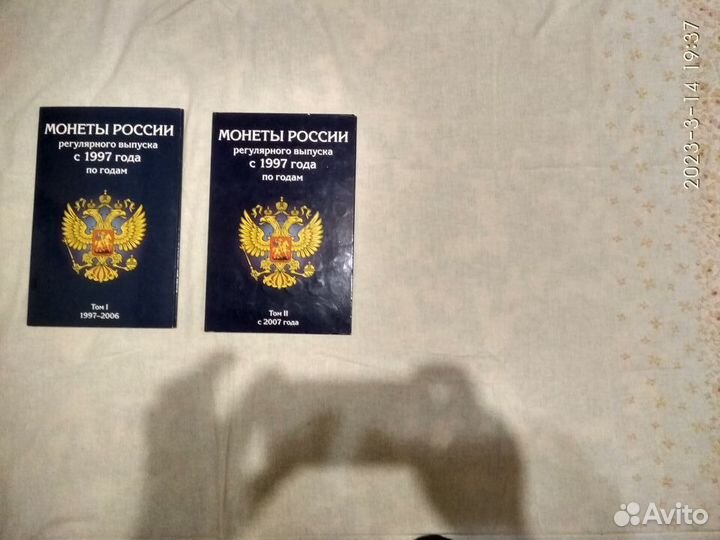 МОНЕТЫ РОССИИ
регулярного выпуска
с 1997 года
по годам
Том I
1997–2006
МОНЕТЫ РОССИИ
регулярного выпуска
с 1997 года
по годам
Том II
с 2007 года
2023-3-14 19:37
Avito